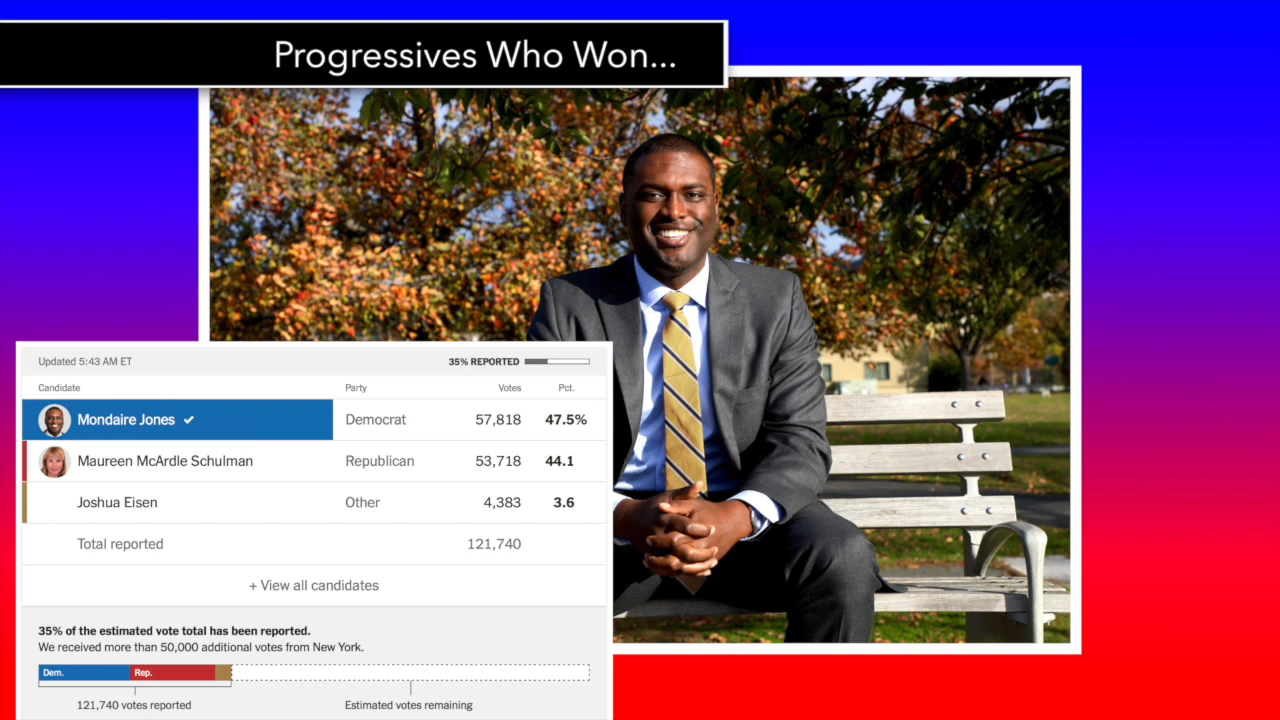 Progressives Who Won...
Updated 5:43 AM ET 35% REPORTED
Candidate Party Votes Pct.
Mondaire Jones ✔ Democrat 57,818 47.5%
Maureen McArdle Schulman Republican 53,718 44.1
Joshua Eisen Other 4,383 3.6
Total reported 121,740
+ View all candidates
35% of the estimated vote total has been reported.
We received more than 50,000 additional votes from New York.
Dem. Rep.
121,740 votes reported Estimated votes remaining